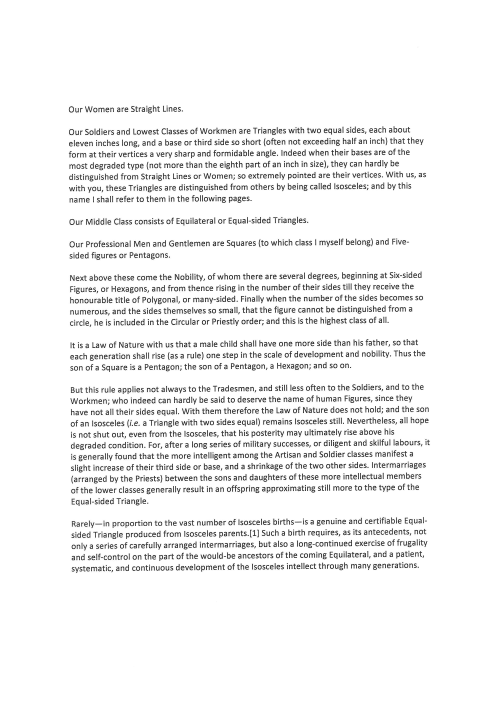 Our Women are Straight Lines.
Our Soldiers and Lowest Classes of Workmen are Triangles with two equal sides, each about
eleven inches long, and a base or third side so short (often not exceeding half an inch) that they
form at their vertices a very sharp and formidable angle. Indeed when their bases are of the
most degraded type (not more than the eighth part of an inch in size), they can hardly be
distinguished from Straight Lines or Women; so extremely pointed are their vertices. With us, as
with you, these Triangles are distinguished from others by being called Isosceles; and by this
name I shall refer to them in the following pages.
Our Middle Class consists of Equilateral or Equal-sided Triangles.
Our Professional Men and Gentlemen are Squares (to which class I myself belong) and Five-
sided figures or Pentagons.
Next above these come the Nobility, of whom there are several degrees, beginning at Six-sided
Figures, or Hexagons, and from thence rising in the number of their sides till they receive the
honourable title of Polygonal, or many-sided. Finally when the number of the sides becomes so
numerous, and the sides themselves so small, that the figure cannot be distinguished from a
circle, he is included in the Circular or Priestly order; and this is the highest class of all.
It is a Law of Nature with us that a male child shall have one more side than his father, so that
each generation shall rise (as a rule) one step in the scale of development and nobility. Thus the
son of a Square is a Pentagon; the son of a Pentagon, a Hexagon; and so on.
But this rule applies not always to the Tradesmen, and still less often to the Soldiers, and to the
Workmen; who indeed can hardly be said to deserve the name of human Figures, since they
have not all their sides equal. With them therefore the Law of Nature does not hold; and the son
of an Isosceles (i.e. a Triangle with two sides equal) remains Isosceles still. Nevertheless, all hope
is not shut out, even from the Isosceles, that his posterity may ultimately rise above his
degraded condition. For, after a long series of military successes, or diligent and skilful labours, it
is generally found that the more intelligent among the Artisan and Soldier classes manifest a
slight increase of their third side or base, and a shrinkage of the two other sides. Intermarriages
(arranged by the Priests) between the sons and daughters of these more intellectual members
of the lower classes generally result in an offspring approximating still more to the type of the
Equal-sided Triangle.
Rarely—in proportion to the vast number of Isosceles births—is a genuine and certifiable Equal-
sided Triangle produced from Isosceles parents.[1] Such a birth requires, as its antecedents, not
only a series of carefully arranged intermarriages, but also a long-continued exercise of frugality
and self-control on the part of the would-be ancestors of the coming Equilateral, and a patient,
systematic, and continuous development of the Isosceles intellect through many generations.